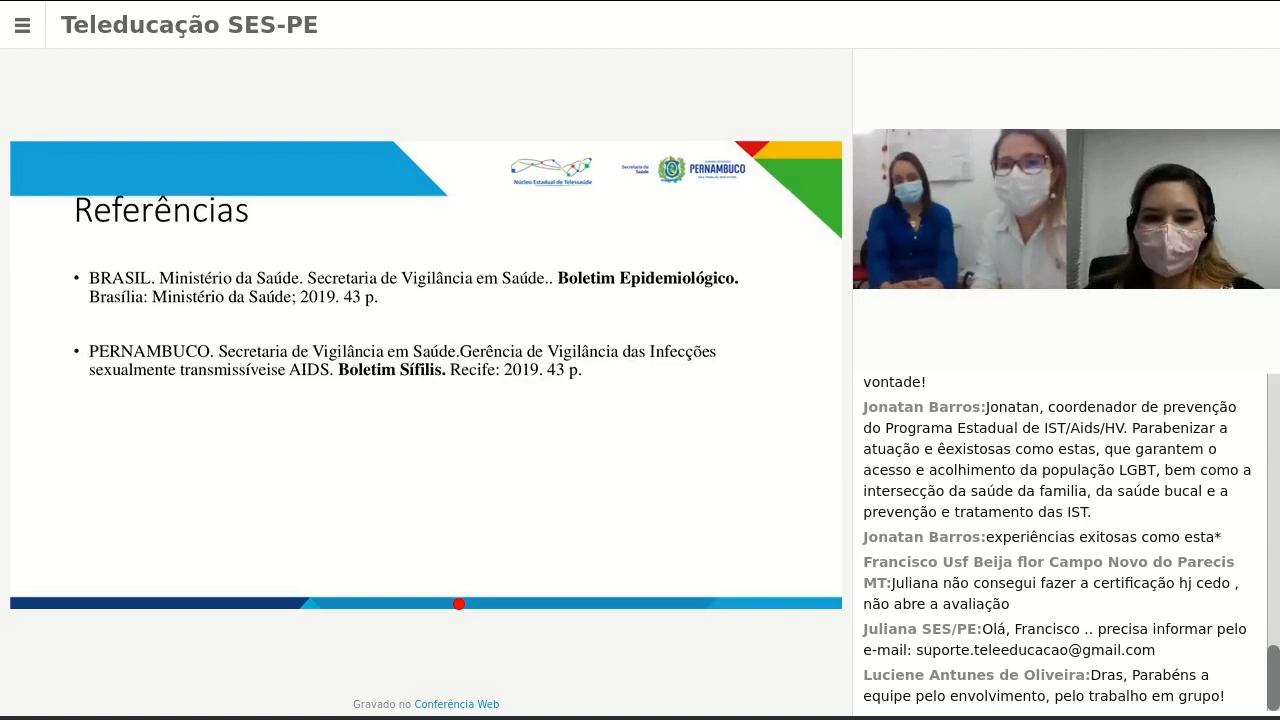 Teleducação SES-PE
Núcleo Estadual de Telessaúde
Secretaria de
Saúde
PERNAMBUCO
Referências
• BRASIL. Ministério da Saúde. Secretaria de Vigilância em Saúde.. Boletim Epidemiológico.
Brasília: Ministério da Saúde; 2019. 43 p.
• PERNAMBUCO. Secretaria de Vigilância em Saúde.Gerência de Vigilância das Infecções
sexualmente transmissíveise AIDS. Boletim Sífilis. Recife: 2019. 43 p.
Gravado no Conferência Web
vontade!
Jonatan Barros:Jonatan, coordenador de prevenção
do Programa Estadual de IST/Aids/HV. Parabenizar a
atuação e êexistosas como estas, que garantem o
acesso e acolhimento da população LGBT, bem como a
intersecção da saúde da familia, da saúde bucal e a
prevenção e tratamento das IST.
Jonatan Barros:experiências exitosas como esta*
Francisco Usf Beija flor Campo Novo do Parecis
MT:Juliana não consegui fazer a certificação hj cedo ,
não abre a avaliação
Juliana SES/PE:Olá, Francisco .. precisa informar pelo
e-mail: suporte.teleeducacao@gmail.com
Luciene Antunes de Oliveira:Dras, Parabéns a
equipe pelo envolvimento, pelo trabalho em grupo!